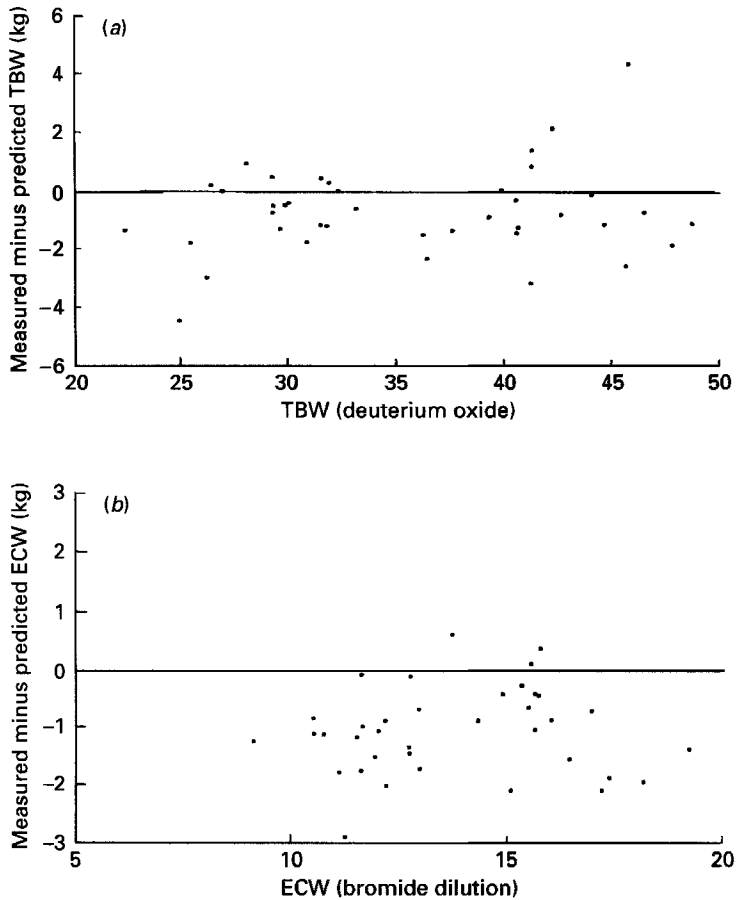 (a)
Measured minus predicted TBW (kg)
6
4
2
0
−2
−4
−6
20 25 30 35 40 45 50
TBW (deuterium oxide)
(b)
Measured minus predicted ECW (kg)
3
2
1
0
−1
−2
−3
5 10 15 20
ECW (bromide dilution)